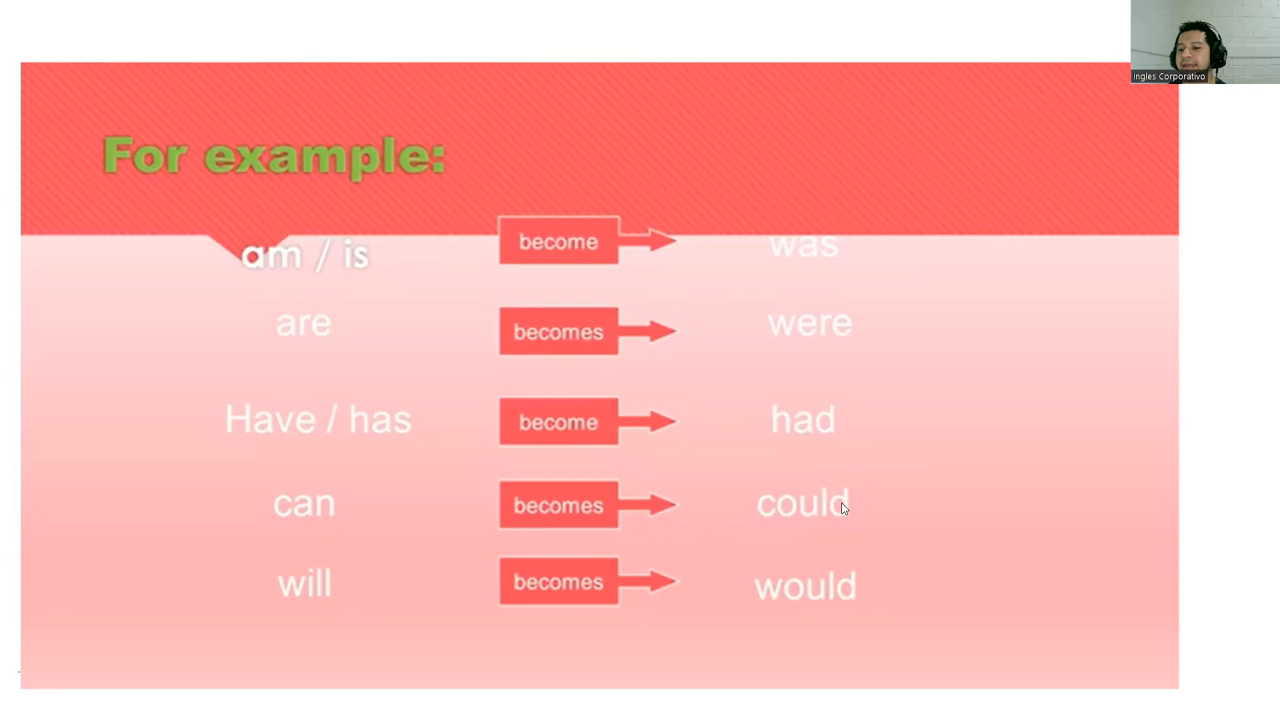 Ingles Corporativo
For example:
am / is become was
are becomes were
Have / has become had
can becomes could
will becomes would